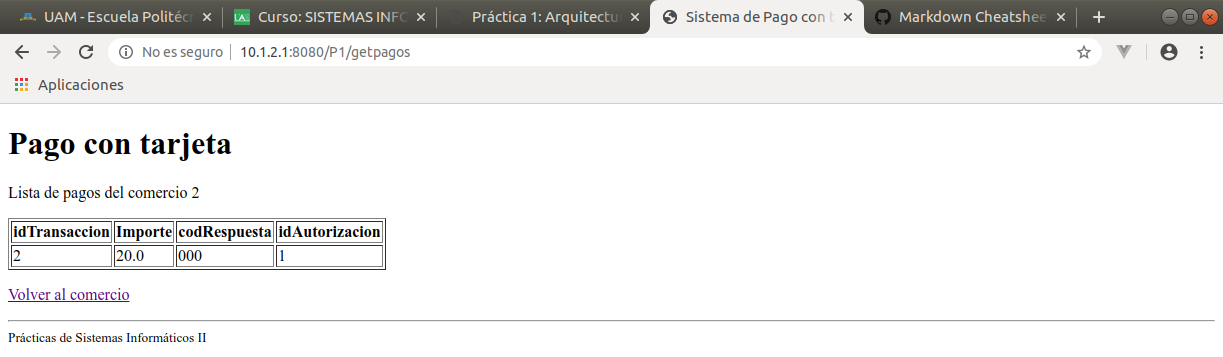 UAM - Escuela Politécn
Curso: SISTEMAS INFO
Práctica 1: Arquitectu
Sistema de Pago con t
Markdown Cheatshee
No es seguro 10.1.2.1:8080/P1/getpagos
Aplicaciones
Pago con tarjeta
Lista de pagos del comercio 2
idTransaccion Importe codRespuesta idAutorizacion
2 20.0 000 1
Volver al comercio
Prácticas de Sistemas Informáticos II